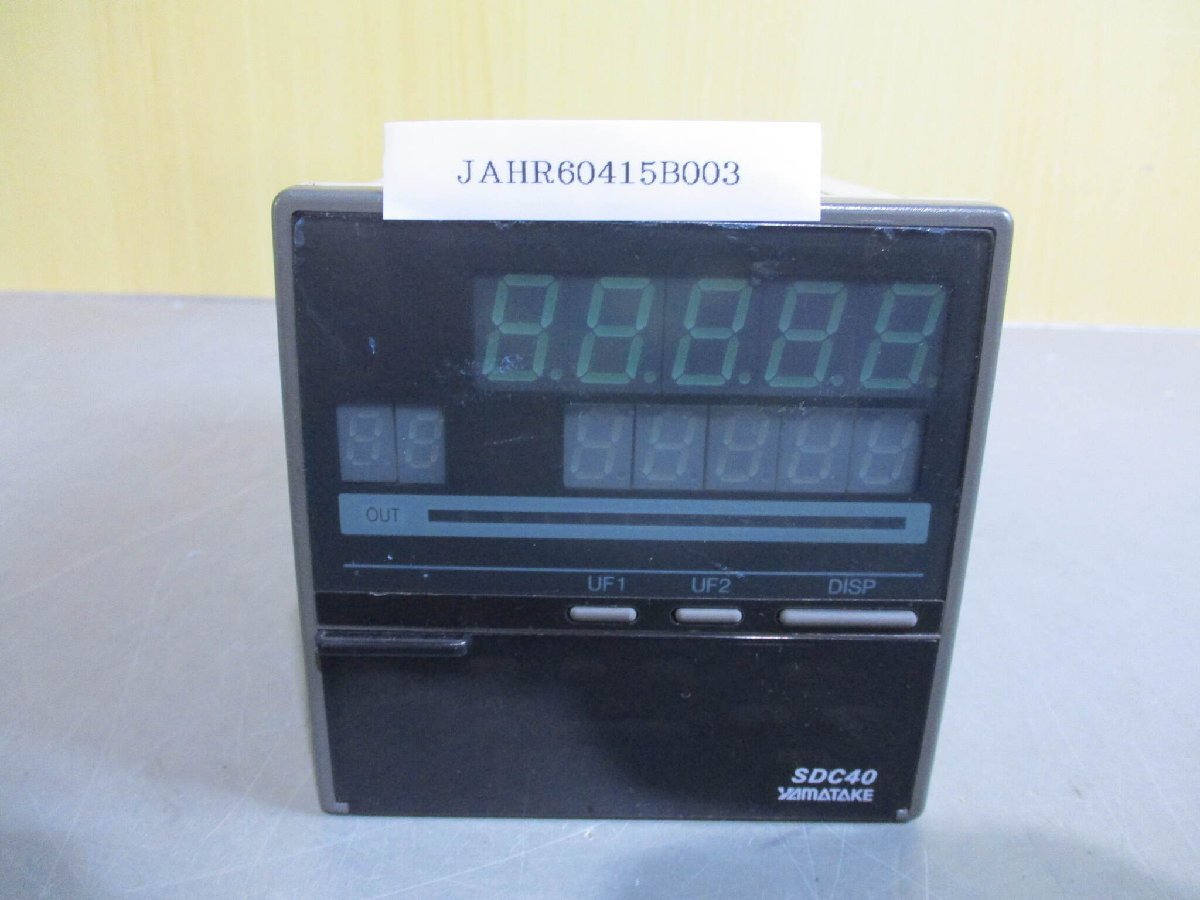 JAHR60415B003
OUT
UF1 UF2 DISP
SDC40
YAMATAKE